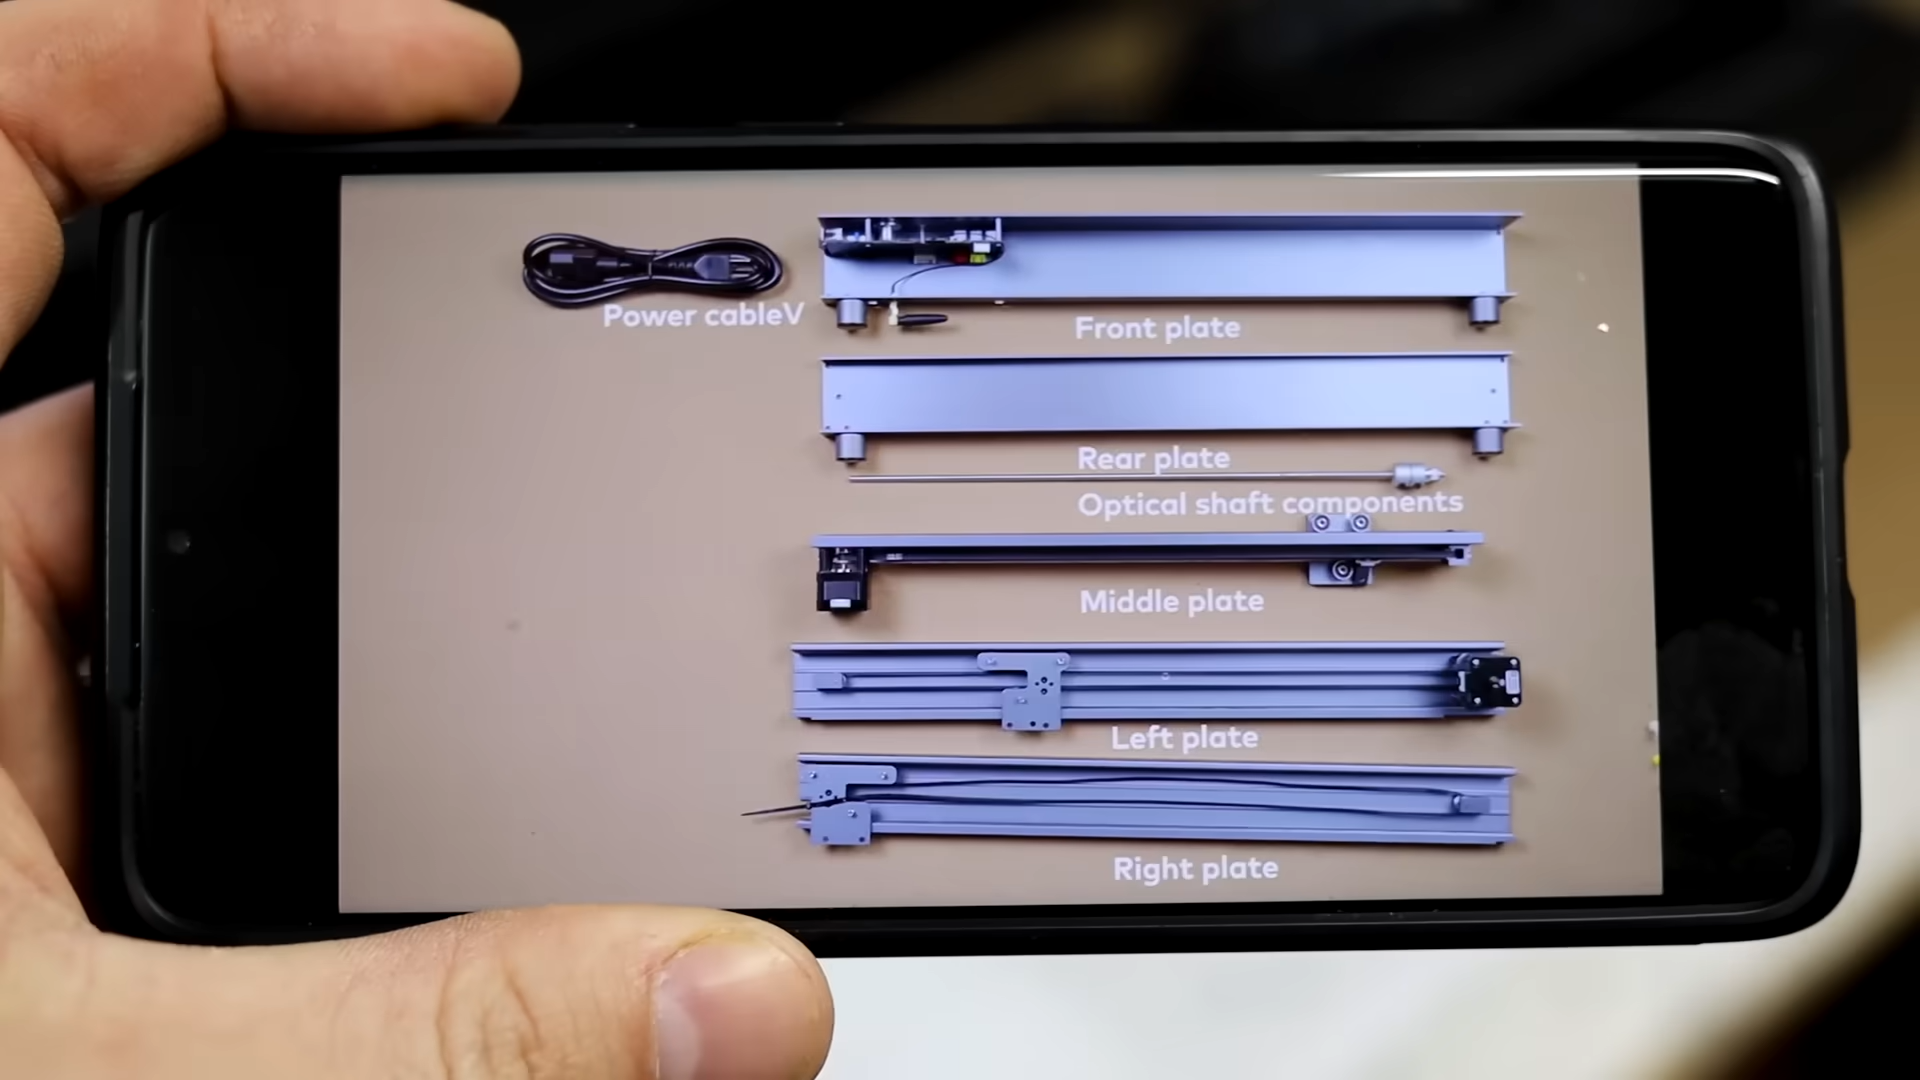 Power cableV
Front plate
Rear plate
Optical shaft components
Middle plate
Left plate
Right plate